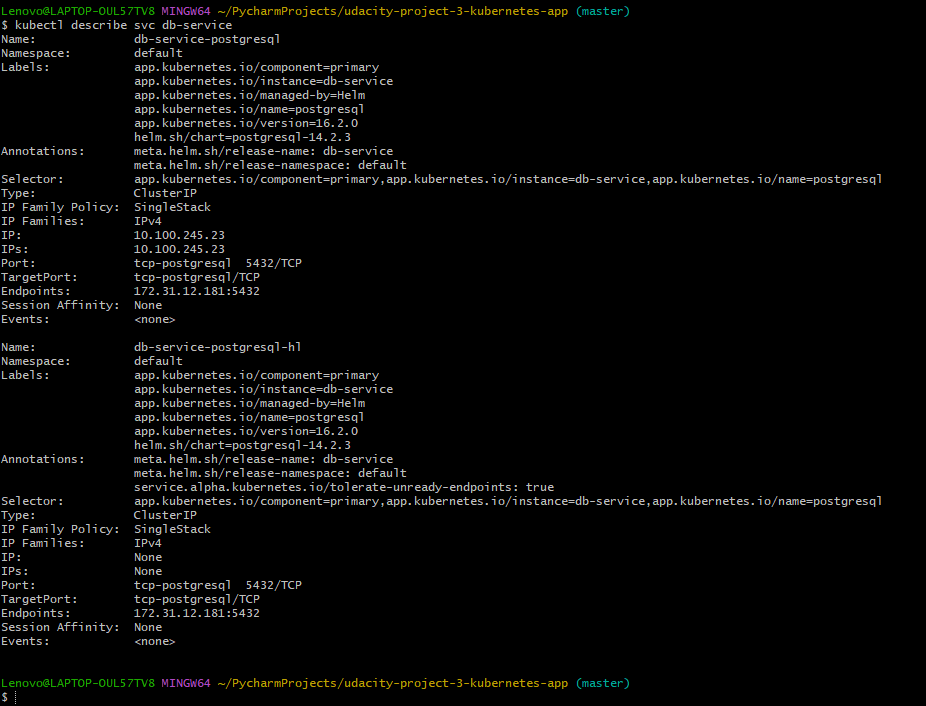 Lenovo@LAPTOP-OUL57TV8 MINGW64 ~/PycharmProjects/udacity-project-3-kubernetes-app (master)
$ kubectl describe svc db-service
Name:              db-service-postgresql
Namespace:         default
Labels:            app.kubernetes.io/component=primary
                   app.kubernetes.io/instance=db-service
                   app.kubernetes.io/managed-by=Helm
                   app.kubernetes.io/name=postgresql
                   app.kubernetes.io/version=16.2.0
                   helm.sh/chart=postgresql-14.2.3
Annotations:       meta.helm.sh/release-name: db-service
                   meta.helm.sh/release-namespace: default
Selector:          app.kubernetes.io/component=primary,app.kubernetes.io/instance=db-service,app.kubernetes.io/name=postgresql
Type:              ClusterIP
IP Family Policy:  SingleStack
IP Families:       IPv4
IP:                10.100.245.23
IPs:               10.100.245.23
Port:              tcp-postgresql  5432/TCP
TargetPort:        tcp-postgresql/TCP
Endpoints:         172.31.12.181:5432
Session Affinity:  None
Events:            <none>

Name:              db-service-postgresql-hl
Namespace:         default
Labels:            app.kubernetes.io/component=primary
                   app.kubernetes.io/instance=db-service
                   app.kubernetes.io/managed-by=Helm
                   app.kubernetes.io/name=postgresql
                   app.kubernetes.io/version=16.2.0
                   helm.sh/chart=postgresql-14.2.3
Annotations:       meta.helm.sh/release-name: db-service
                   meta.helm.sh/release-namespace: default
                   service.alpha.kubernetes.io/tolerate-unready-endpoints: true
Selector:          app.kubernetes.io/component=primary,app.kubernetes.io/instance=db-service,app.kubernetes.io/name=postgresql
Type:              ClusterIP
IP Family Policy:  SingleStack
IP Families:       IPv4
IP:                None
IPs:               None
Port:              tcp-postgresql  5432/TCP
TargetPort:        tcp-postgresql/TCP
Endpoints:         172.31.12.181:5432
Session Affinity:  None
Events:            <none>

Lenovo@LAPTOP-OUL57TV8 MINGW64 ~/PycharmProjects/udacity-project-3-kubernetes-app (master)
$